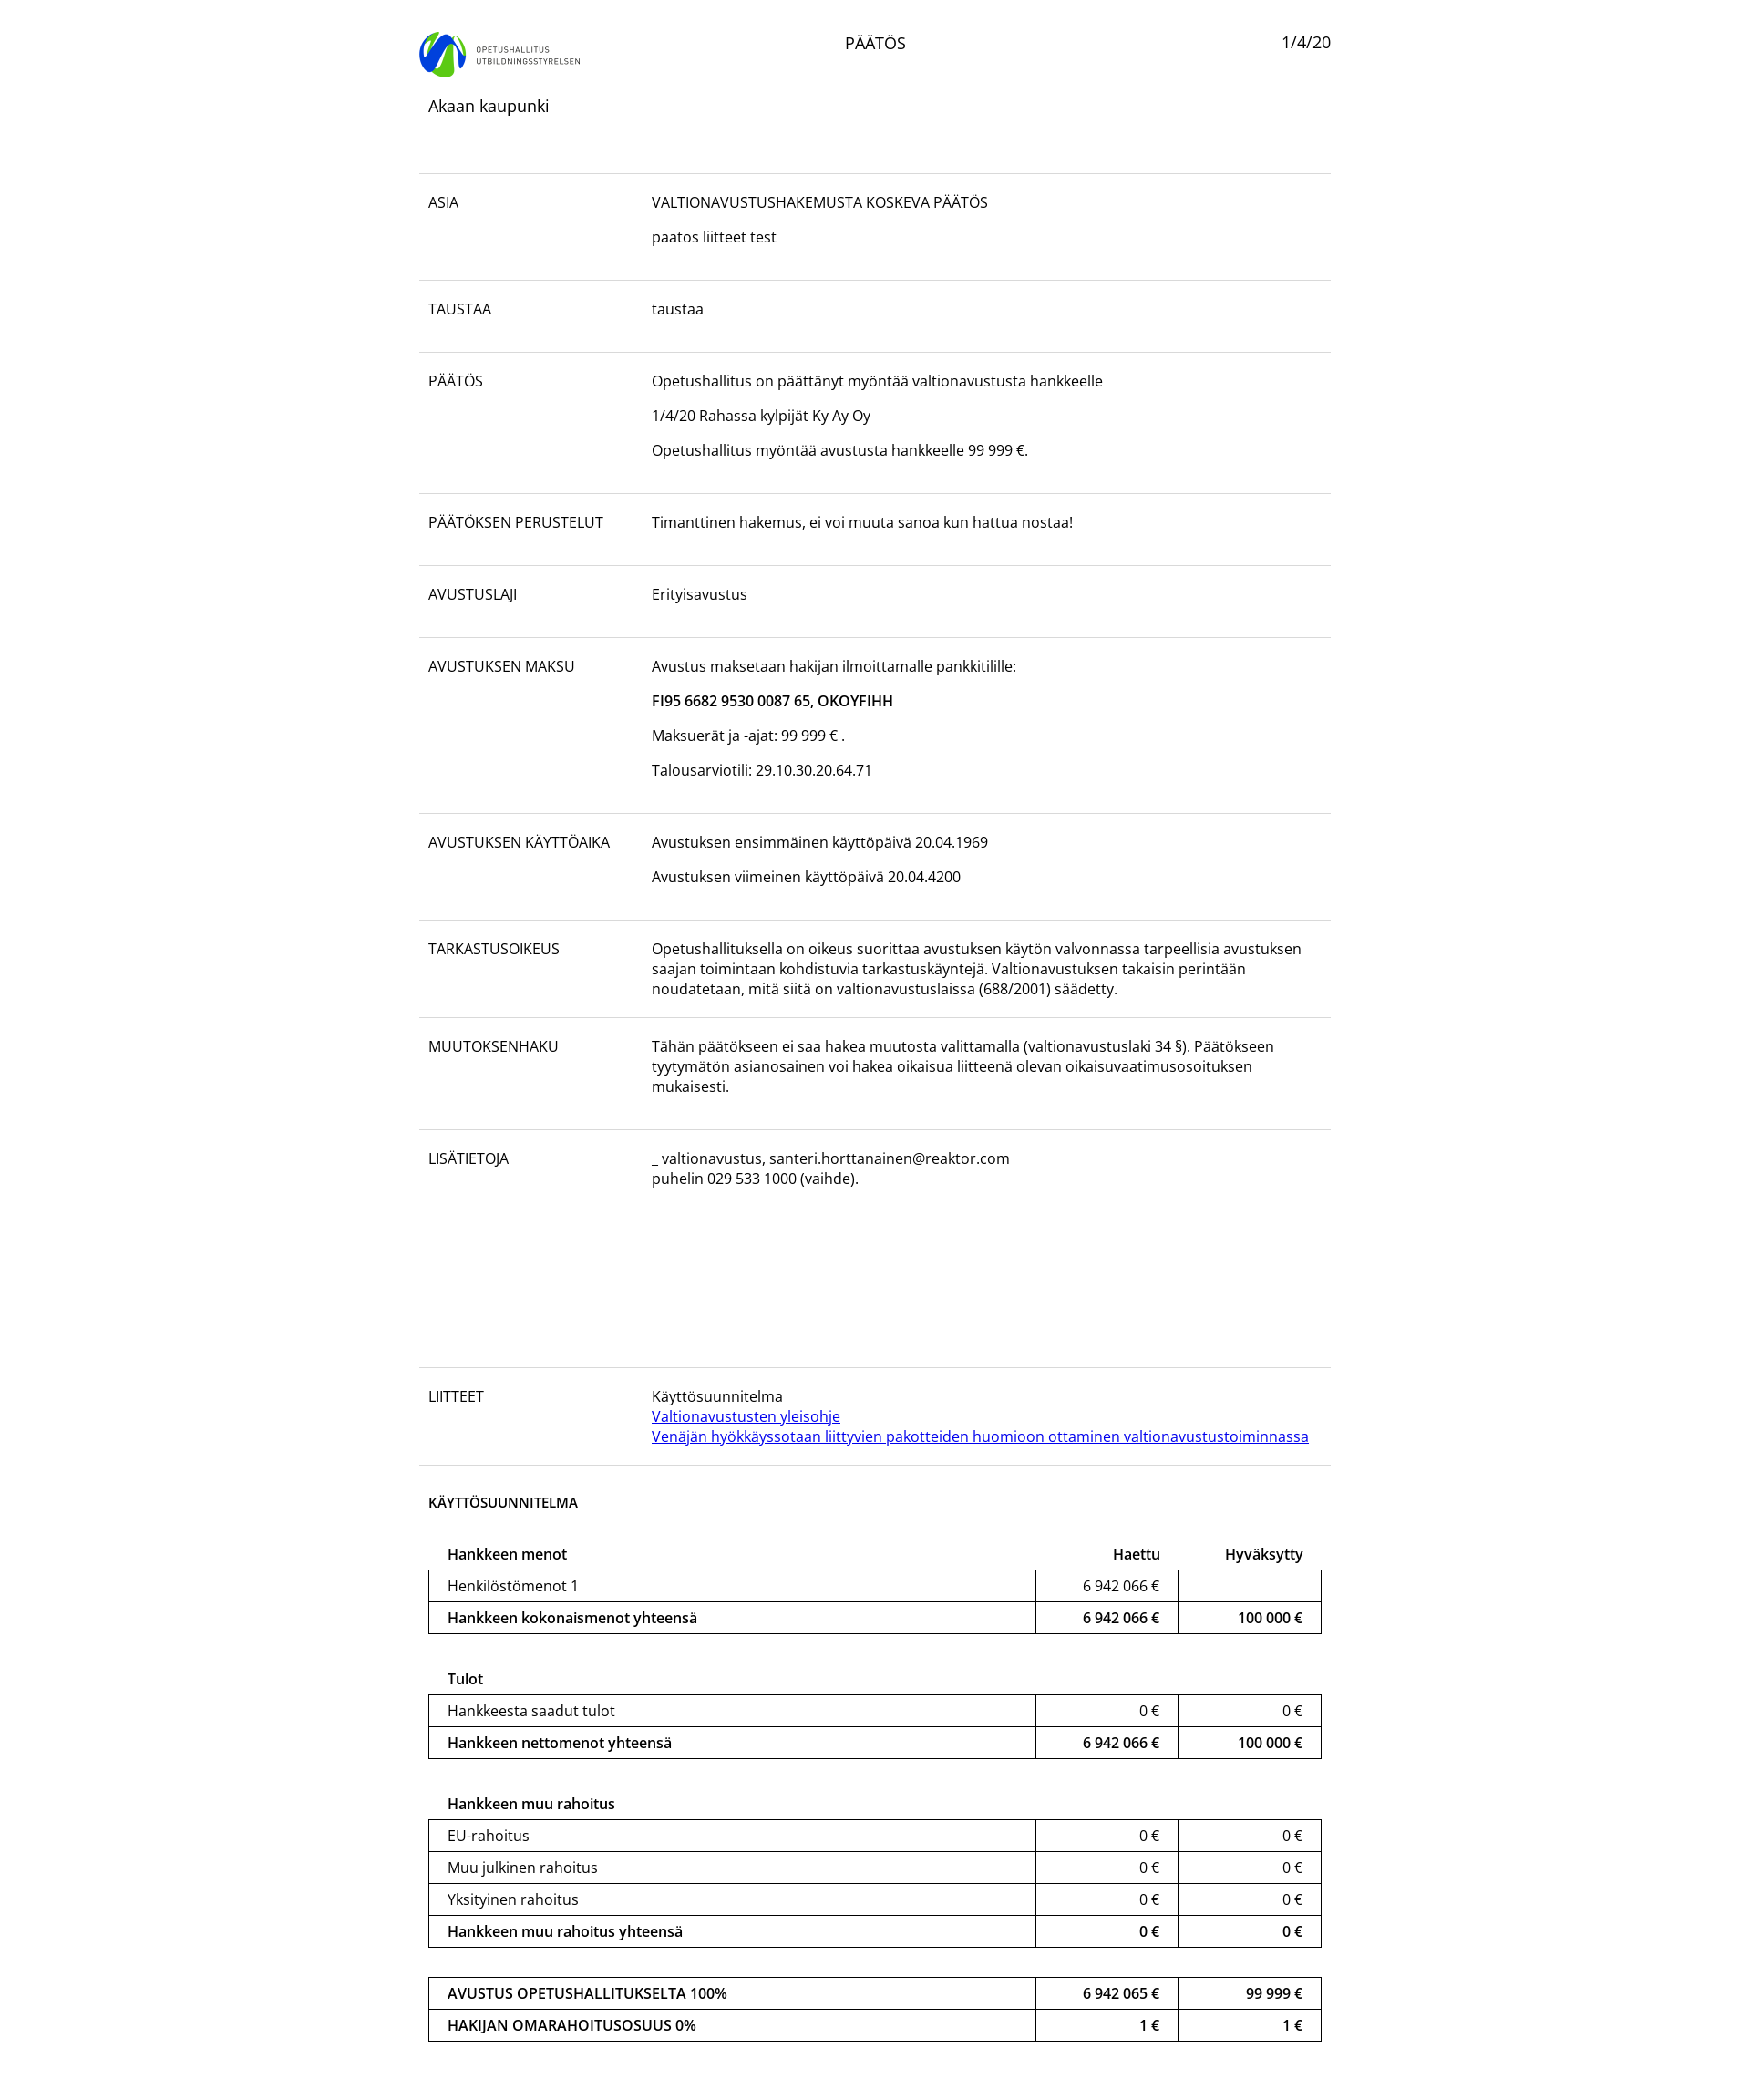 OPETUSHALLITUS
UTBILDNINGSSTYRELSEN
PÄÄTÖS
1/4/20
Akaan kaupunki
ASIA
VALTIONAVUSTUSHAKEMUSTA KOSKEVA PÄÄTÖS
paatos liitteet test
TAUSTAA
taustaa
PÄÄTÖS
Opetushallitus on päättänyt myöntää valtionavustusta hankkeelle
1/4/20 Rahassa kylpijät Ky Ay Oy
Opetushallitus myöntää avustusta hankkeelle 99 999 €.
PÄÄTÖKSEN PERUSTELUT
Timanttinen hakemus, ei voi muuta sanoa kun hattua nostaa!
AVUSTUSLAJI
Erityisavustus
AVUSTUKSEN MAKSU
Avustus maksetaan hakijan ilmoittamalle pankkitilille:
FI95 6682 9530 0087 65, OKOYFIHH
Maksuerät ja -ajat: 99 999 € .
Talousarviotili: 29.10.30.20.64.71
AVUSTUKSEN KÄYTTÖAIKA
Avustuksen ensimmäinen käyttöpäivä 20.04.1969
Avustuksen viimeinen käyttöpäivä 20.04.4200
TARKASTUSOIKEUS
Opetushallituksella on oikeus suorittaa avustuksen käytön valvonnassa tarpeellisia avustuksen
saajan toimintaan kohdistuvia tarkastuskäyntejä. Valtionavustuksen takaisin perintään
noudatetaan, mitä siitä on valtionavustuslaissa (688/2001) säädetty.
MUUTOKSENHAKU
Tähän päätökseen ei saa hakea muutosta valittamalla (valtionavustuslaki 34 §). Päätökseen
tyytymätön asianosainen voi hakea oikaisua liitteenä olevan oikaisuvaatimusosoituksen
mukaisesti.
LISÄTIETOJA
_ valtionavustus, santeri.horttanainen@reaktor.com
puhelin 029 533 1000 (vaihde).
LIITTEET
Käyttösuunnitelma
Valtionavustusten yleisohje
Venäjän hyökkäyssotaan liittyvien pakotteiden huomioon ottaminen valtionavustustoiminnassa
KÄYTTÖSUUNNITELMA
Hankkeen menot Haettu Hyväksytty
Henkilöstömenot 1 6 942 066 €
Hankkeen kokonaismenot yhteensä 6 942 066 € 100 000 €
Tulot
Hankkeesta saadut tulot 0 € 0 €
Hankkeen nettomenot yhteensä 6 942 066 € 100 000 €
Hankkeen muu rahoitus
EU-rahoitus 0 € 0 €
Muu julkinen rahoitus 0 € 0 €
Yksityinen rahoitus 0 € 0 €
Hankkeen muu rahoitus yhteensä 0 € 0 €
AVUSTUS OPETUSHALLITUKSELTA 100% 6 942 065 € 99 999 €
HAKIJAN OMARAHOITUSOSUUS 0% 1 € 1 €